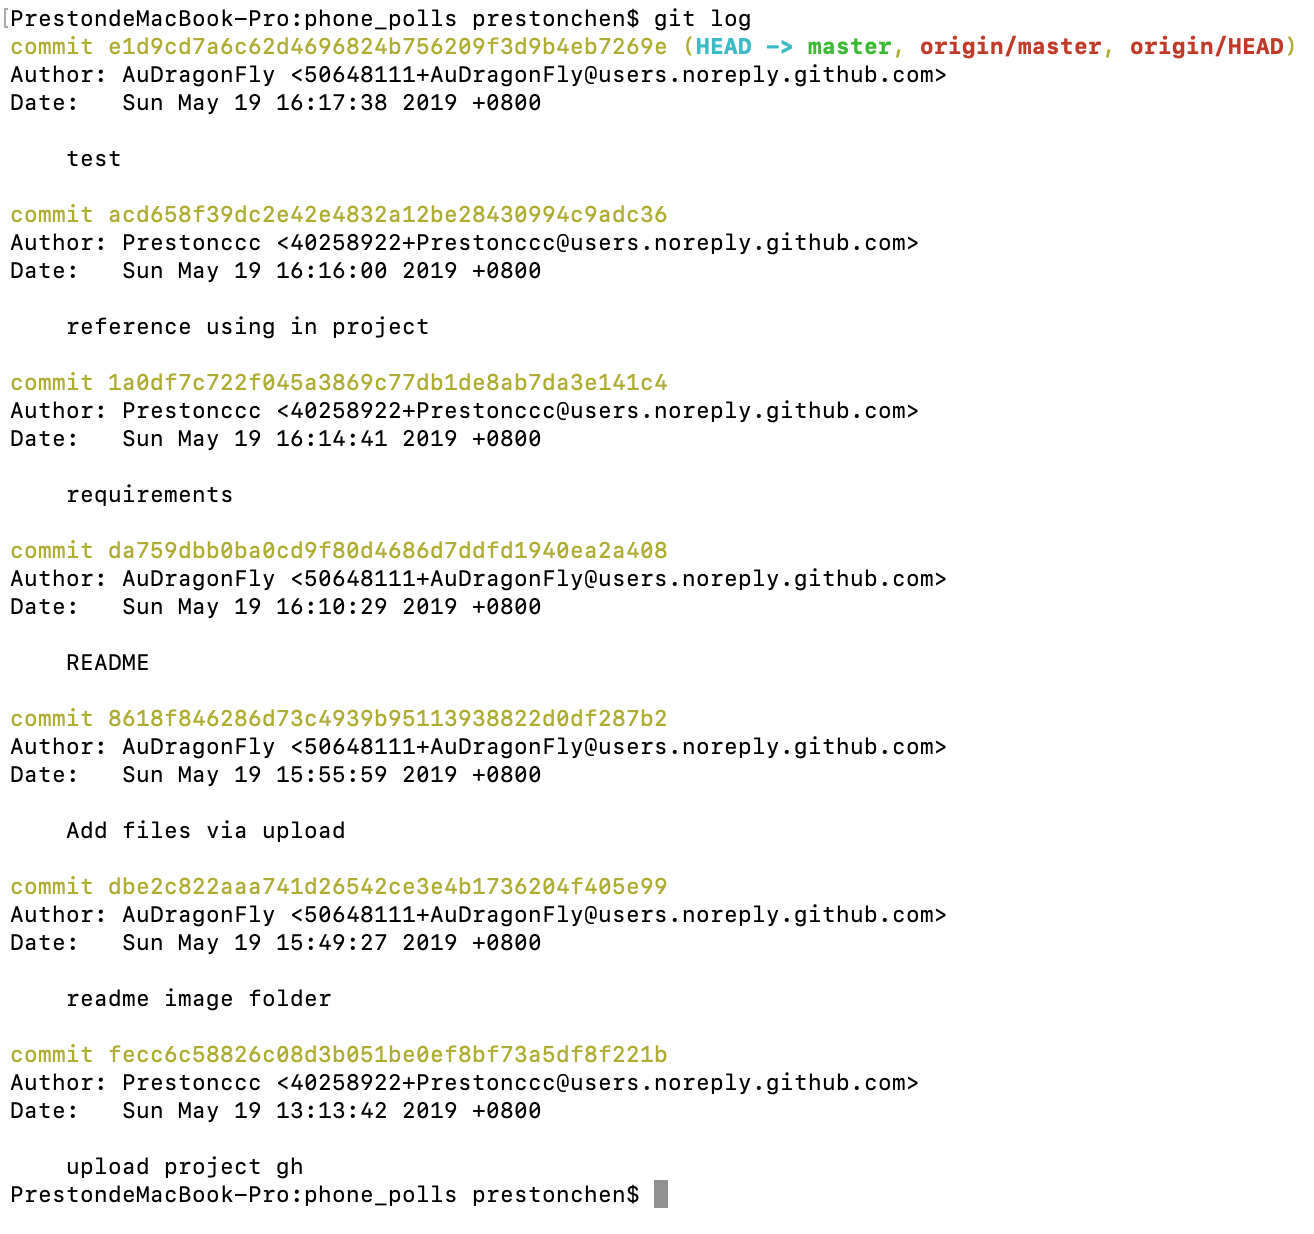 PrestondeMacBook-Pro:phone_polls prestonchen$ git log
commit e1d9cd7a6c62d4696824b756209f3d9b4eb7269e (HEAD -> master, origin/master, origin/HEAD)
Author: AuDragonFly <50648111+AuDragonFly@users.noreply.github.com>
Date:   Sun May 19 16:17:38 2019 +0800

    test

commit acd658f39dc2e42e4832a12be28430994c9adc36
Author: Prestonccc <40258922+Prestonccc@users.noreply.github.com>
Date:   Sun May 19 16:16:00 2019 +0800

    reference using in project

commit 1a0df7c722f045a3869c77db1de8ab7da3e141c4
Author: Prestonccc <40258922+Prestonccc@users.noreply.github.com>
Date:   Sun May 19 16:14:41 2019 +0800

    requirements

commit da759dbb0ba0cd9f80d4686d7ddfd1940ea2a408
Author: AuDragonFly <50648111+AuDragonFly@users.noreply.github.com>
Date:   Sun May 19 16:10:29 2019 +0800

    README

commit 8618f846286d73c4939b95113938822d0df287b2
Author: AuDragonFly <50648111+AuDragonFly@users.noreply.github.com>
Date:   Sun May 19 15:55:59 2019 +0800

    Add files via upload

commit dbe2c822aaa741d26542ce3e4b1736204f405e99
Author: AuDragonFly <50648111+AuDragonFly@users.noreply.github.com>
Date:   Sun May 19 15:49:27 2019 +0800

    readme image folder

commit fecc6c58826c08d3b051be0ef8bf73a5df8f221b
Author: Prestonccc <40258922+Prestonccc@users.noreply.github.com>
Date:   Sun May 19 13:13:42 2019 +0800

    upload project gh
PrestondeMacBook-Pro:phone_polls prestonchen$